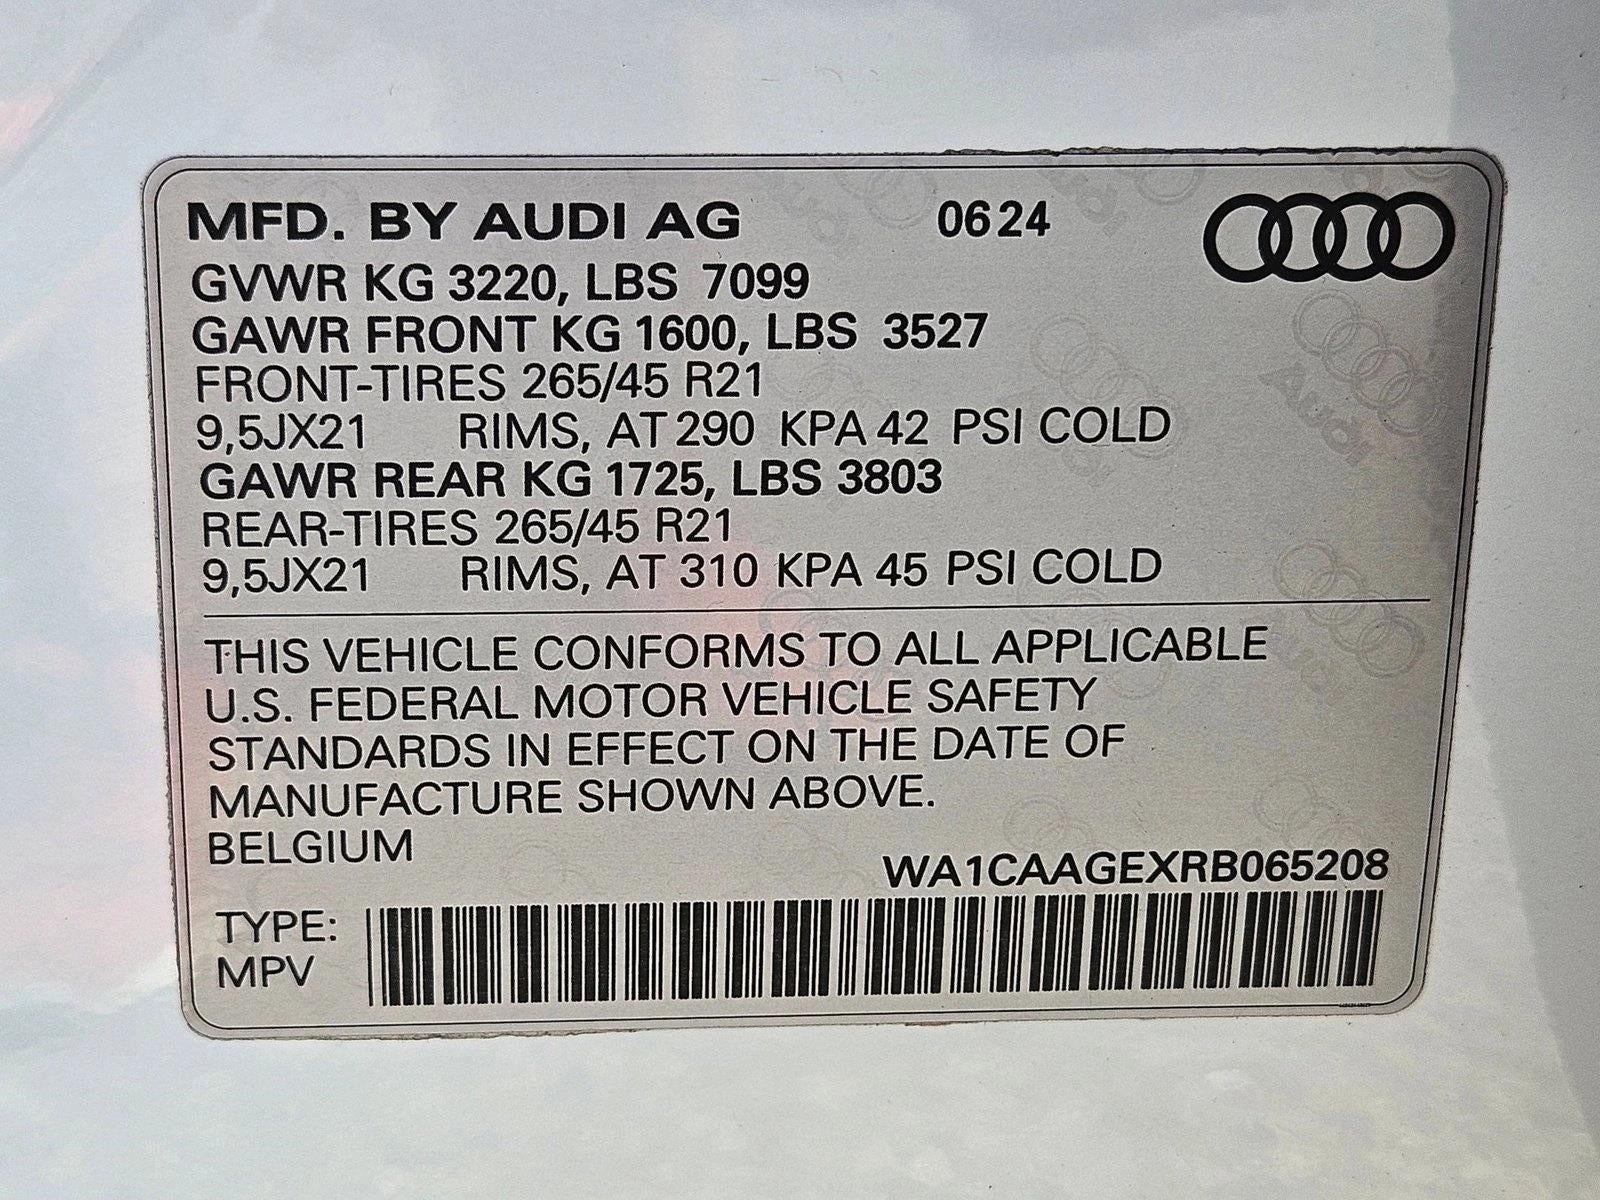 MFD. BY AUDI AG 0624
GVWR KG 3220, LBS 7099
GAWR FRONT KG 1600, LBS 3527
FRONT-TIRES 265/45 R21
9,5JX21 RIMS, AT 290 KPA 42 PSI COLD
GAWR REAR KG 1725, LBS 3803
REAR-TIRES 265/45 R21
9,5JX21 RIMS, AT 310 KPA 45 PSI COLD
THIS VEHICLE CONFORMS TO ALL APPLICABLE
U.S. FEDERAL MOTOR VEHICLE SAFETY
STANDARDS IN EFFECT ON THE DATE OF
MANUFACTURE SHOWN ABOVE.
BELGIUM
WA1CAAGEXRB065208
TYPE:
MPV